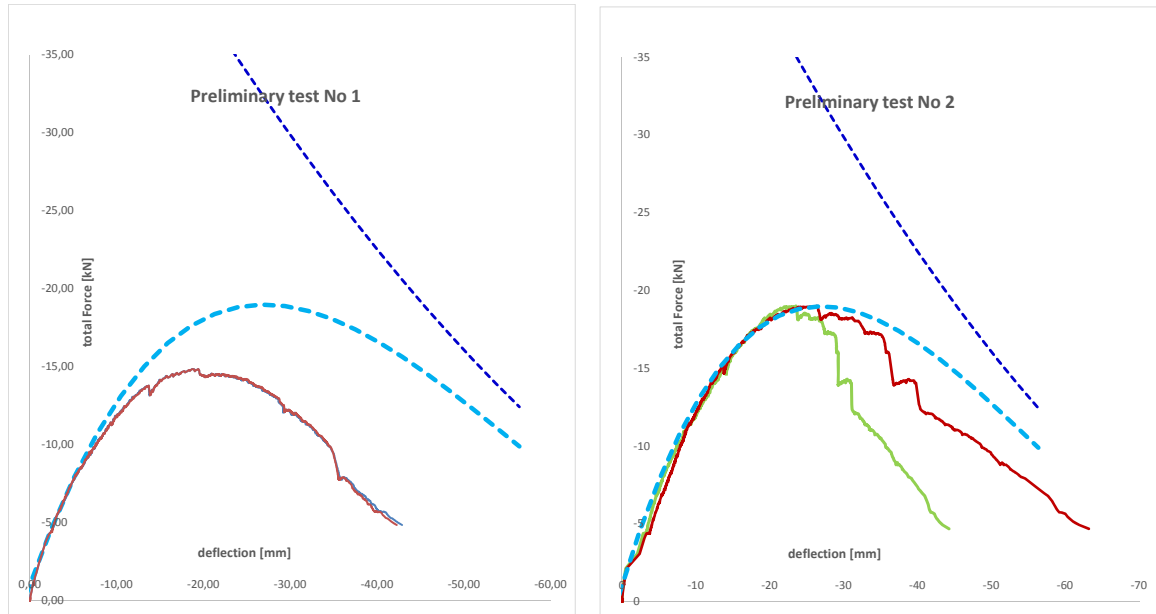 -35,00
Preliminary test No 1
-30,00
-25,00
total Force [kN]
-20,00
-15,00
-10,00
-5,00
deflection [mm]
0,00 -10,00 -20,00 -30,00 -40,00 -50,00 -60,00
0,00
-35
Preliminary test No 2
-30
-25
total Force [kN]
-20
-15
-10
-5
deflection [mm]
0 -10 -20 -30 -40 -50 -60 -70
0